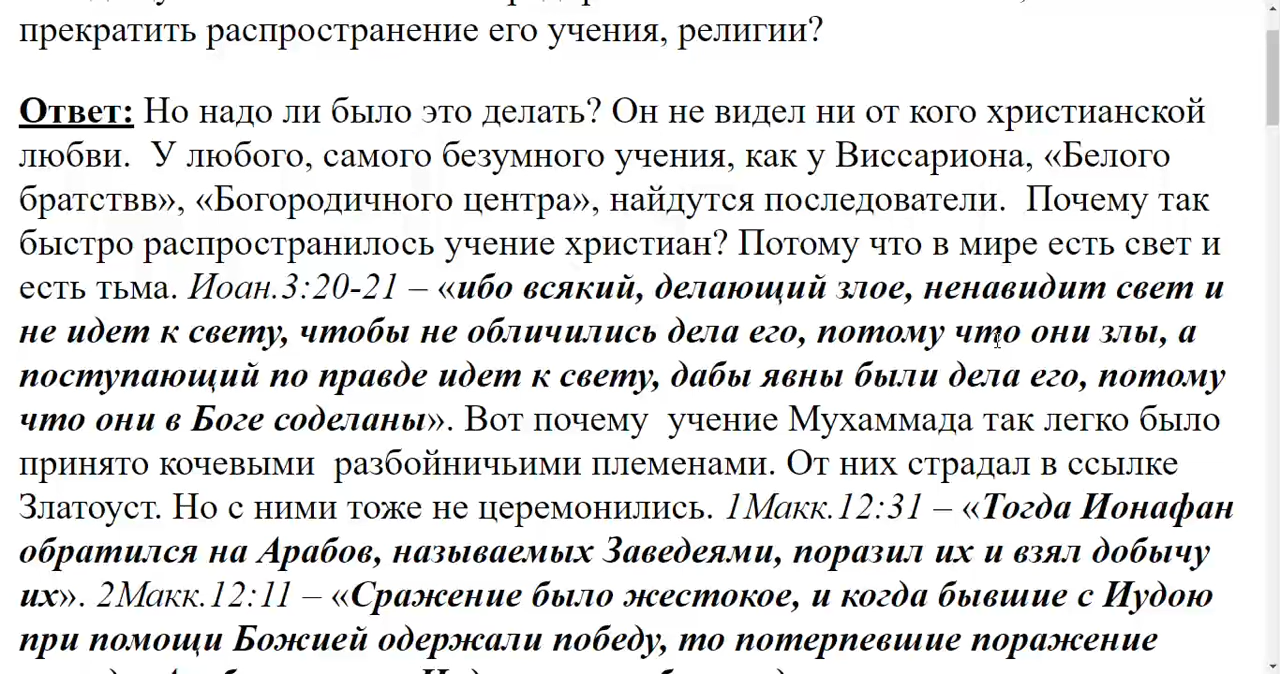 прекратить распространение его учения, религии?
Ответ: Но надо ли было это делать? Он не видел ни от кого христианской
любви. У любого, самого безумного учения, как у Виссариона, «Белого
братствв», «Богородичного центра», найдутся последователи. Почему так
быстро распространилось учение христиан? Потому что в мире есть свет и
есть тьма. Иоан.3:20-21 – «ибо всякий, делающий злое, ненавидит свет и
не идет к свету, чтобы не обличились дела его, потому что они злы, а
поступающий по правде идет к свету, дабы явны были дела его, потому
что они в Боге соделаны». Вот почему учение Мухаммада так легко было
принято кочевыми разбойничьими племенами. От них страдал в ссылке
Златоуст. Но с ними тоже не церемонились. 1Макк.12:31 – «Тогда Ионафан
обратился на Арабов, называемых Заведеями, поразил их и взял добычу
их». 2Макк.12:11 – «Сражение было жестокое, и когда бывшие с Иудою
при помощи Божией одержали победу, то потерпевшие поражение